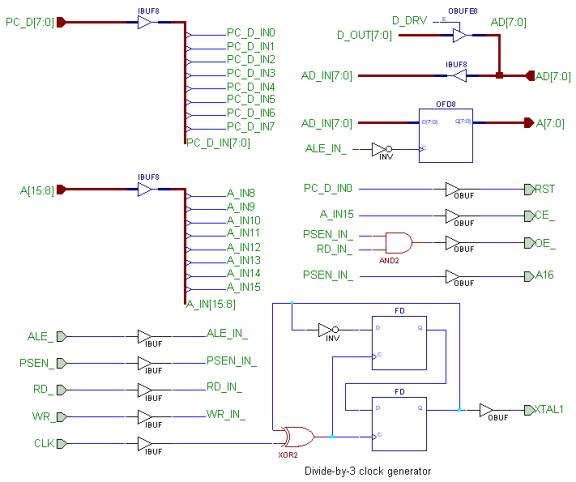 IBUF8
PC_D[7:0]
PC_D_IN0
PC_D_IN1
PC_D_IN2
PC_D_IN3
PC_D_IN4
PC_D_IN5
PC_D_IN6
PC_D_IN7
PC_D_IN[7:0]
OBUFE8
D_DRV
E
AD[7:0]
D_OUT[7:0]
IBUF8
AD_IN[7:0]
AD[7:0]
OFD8
AD_IN[7:0]
D[7:0]
Q[7:0]
A[7:0]
ALE_IN_
INV
C
IBUF8
A[15:8]
A_IN8
A_IN9
A_IN10
A_IN11
A_IN12
A_IN13
A_IN14
A_IN15
A_IN[15:8]
PC_D_IN0
OBUF
RST
A_IN15
OBUF
CE_
PSEN_IN_
RD_IN_
AND2
OBUF
OE_
PSEN_IN_
OBUF
A16
ALE_
IBUF
ALE_IN_
PSEN_
IBUF
PSEN_IN_
RD_
IBUF
RD_IN_
WR_
IBUF
WR_IN_
CLK
IBUF
XOR2
INV
FD
D
Q
C
FD
D
Q
C
OBUF
XTAL1
Divide-by-3 clock generator